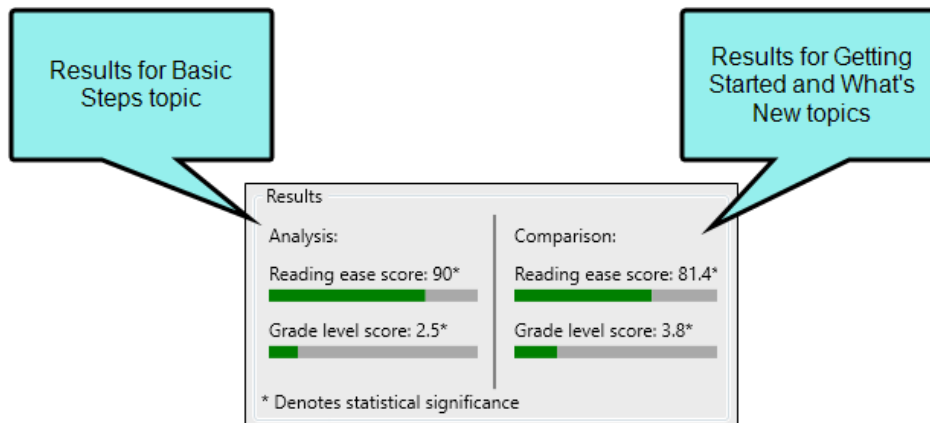 Results for Basic
Steps topic
Results for Getting
Started and What's
New topics
Results
Analysis:
Reading ease score: 90*
Grade level score: 2.5*
Comparison:
Reading ease score: 81.4*
Grade level score: 3.8*
* Denotes statistical significance